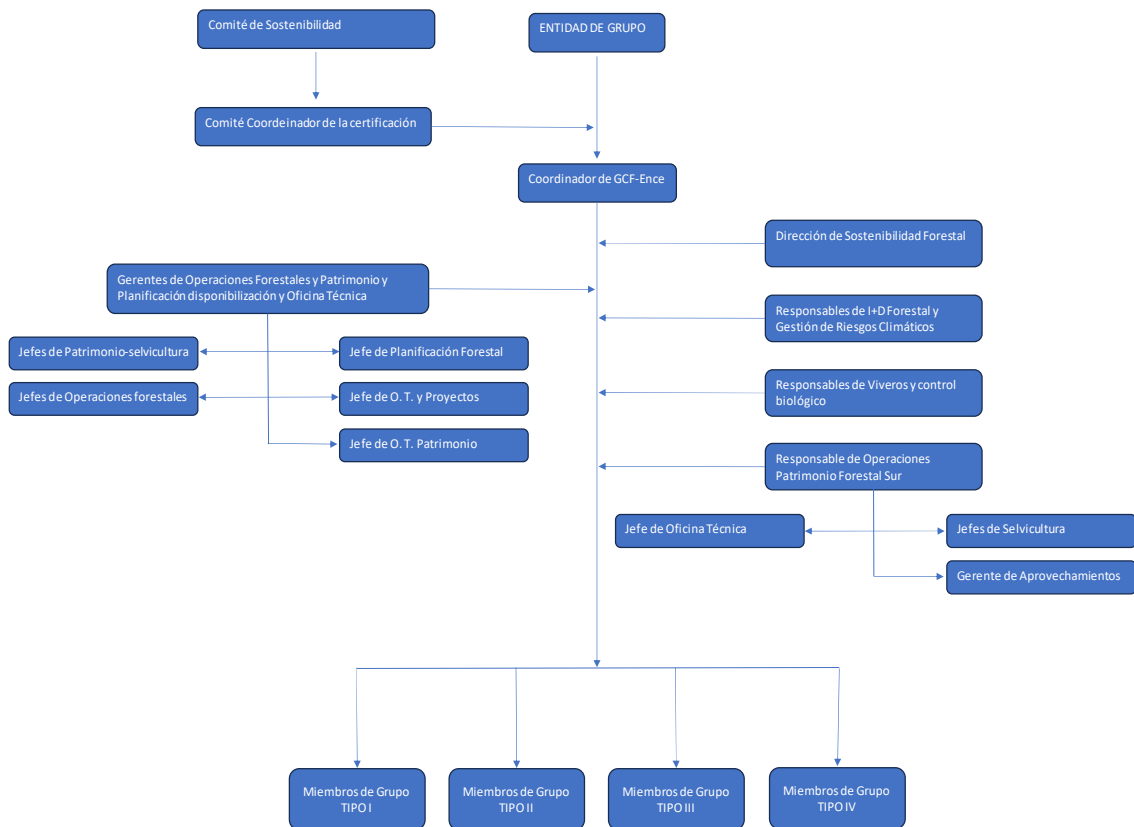 Comité de Sostenibilidad
ENTIDAD DE GRUPO
Comité Coordeinador de la certificación
Coordinador de GCF-Ence
Dirección de Sostenibilidad Forestal
Gerentes de Operaciones Forestales y Patrimonio y
Planificación disponibilización y Oficina Técnica
Responsables de I+D Forestal y
Gestión de Riesgos Climáticos
Jefes de Patrimonio-selvicultura
Jefe de Planificación Forestal
Jefes de Operaciones forestales
Jefe de O. T. y Proyectos
Responsables de Viveros y control
biológico
Jefe de O. T. Patrimonio
Responsable de Operaciones
Patrimonio Forestal Sur
Jefe de Oficina Técnica
Jefes de Selvicultura
Gerente de Aprovechamientos
Miembros de Grupo
TIPO I
Miembros de Grupo
TIPO II
Miembros de Grupo
TIPO III
Miembros de Grupo
TIPO IV